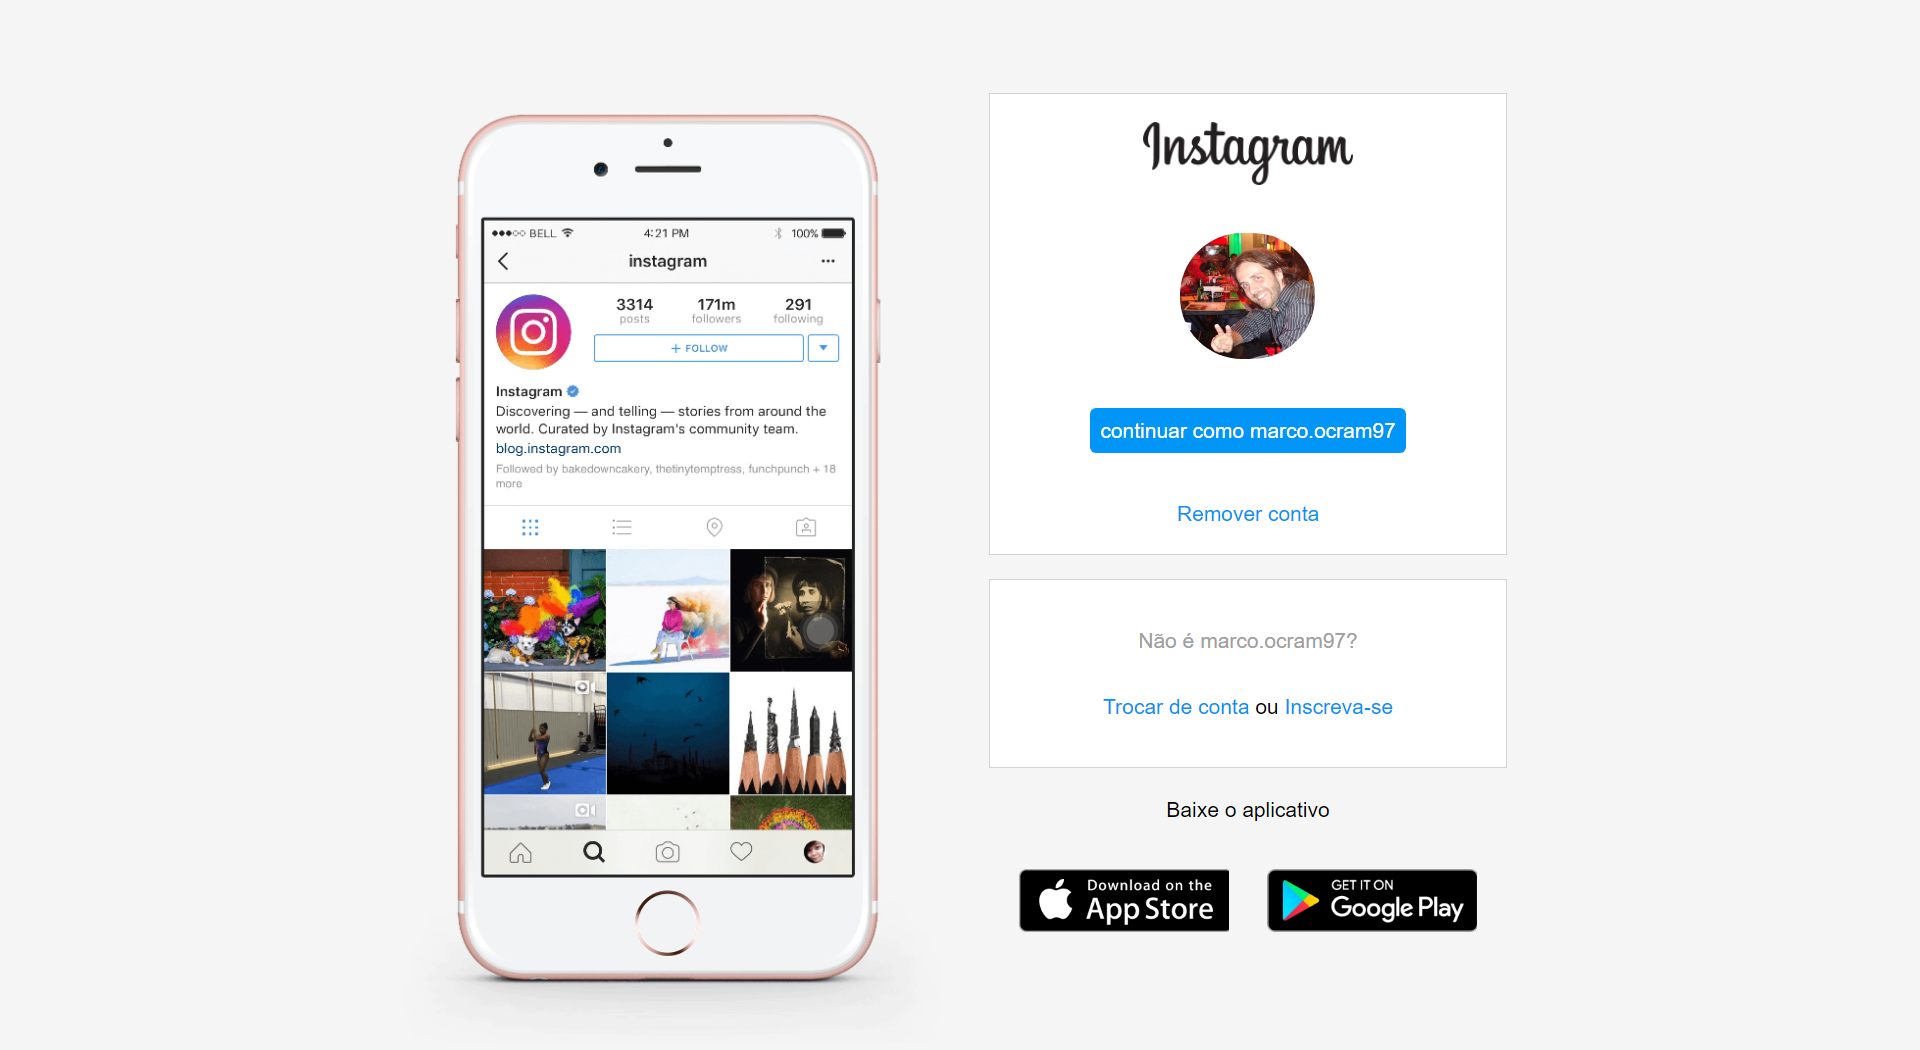 BELL 4:21 PM 100%
instagram
3314 171m 291
posts followers following
+ FOLLOW
Instagram
Discovering — and telling — stories from around the
world. Curated by Instagram's community team.
blog.instagram.com
Followed by bakedowncakery, thetinytemptress, funchpunch + 18
more
Instagram
continuar como marco.ocram97
Remover conta
Não é marco.ocram97?
Trocar de conta ou Inscreva-se
Baixe o aplicativo
Download on the
App Store
GET IT ON
Google Play